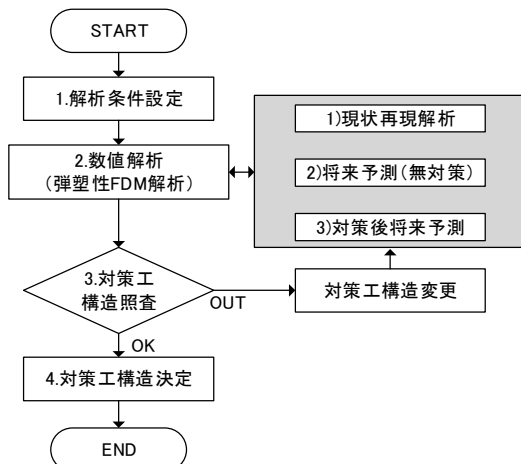 START
1.解析条件設定
2.数値解析
(弾塑性FDM解析)
1)現状再現解析
2)将来予測(無対策)
3)対策後将来予測
3.対策工
構造照査
OUT
対策工構造変更
OK
4.対策工構造決定
END